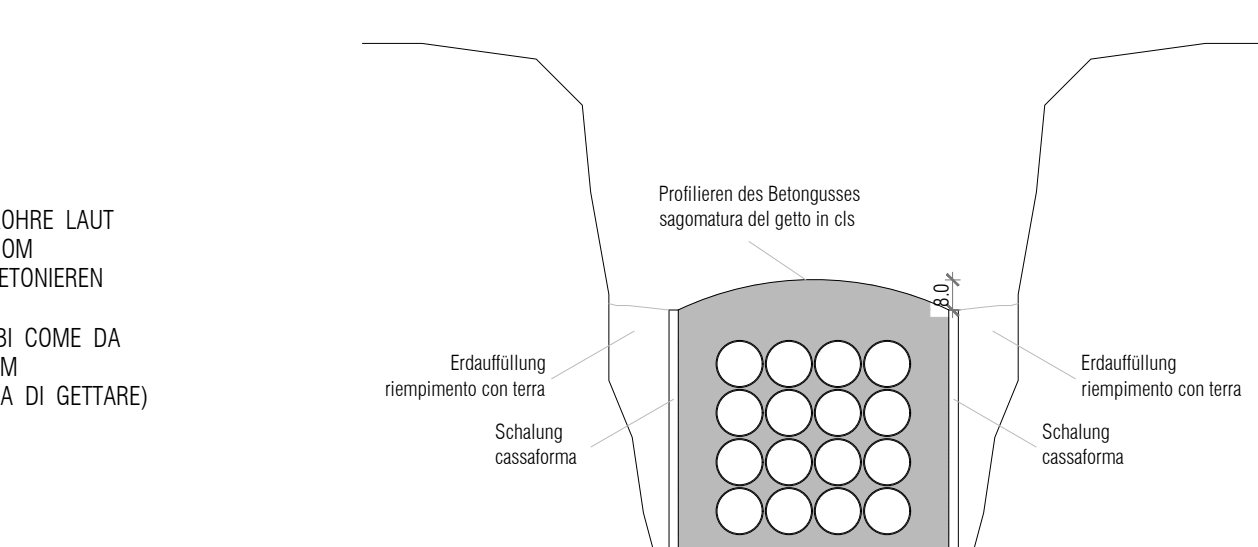 OHRE LAUT
OM
ETONIEREN
BI COME DA
M
A DI GETTARE)
Profilieren des Betongusses
sagomatura del getto in cls
8.0
Erdauffüllung
riempimento con terra
Schalung
cassaforma
Erdauffüllung
riempimento con terra
Schalung
cassaforma